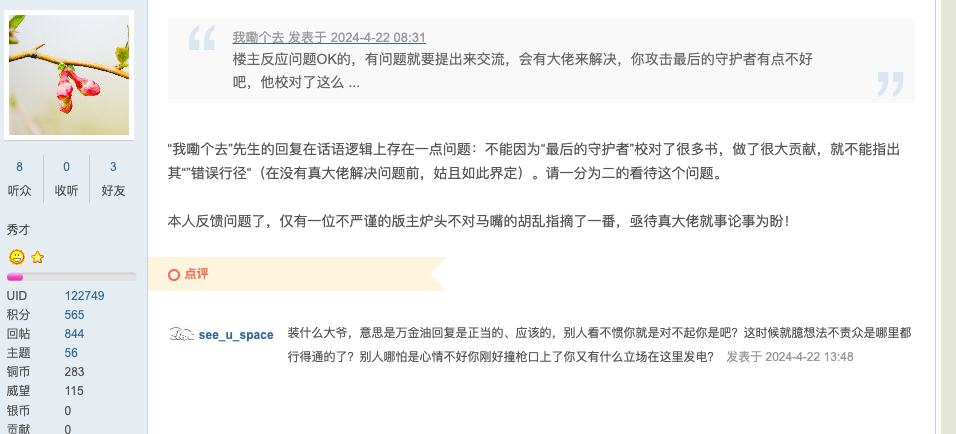 8 0 3
听众 收听 好友
秀才
UID 122749
积分 565
回帖 844
主题 56
铜币 283
威望 115
银币 0
贡献 0
我嘞个去 发表于 2024-4-22 08:31
楼主反应问题OK的，有问题就要提出来交流，会有大佬来解决，你攻击最后的守护者有点不好
吧，他校对了这么 ...
“我嘞个去”先生的回复在话语逻辑上存在一点问题：不能因为“最后的守护者”校对了很多书，做了很大贡献，就不能指出
其“”错误行径“（在没有真大佬解决问题前，姑且如此界定）。请一分为二的看待这个问题。
本人反馈问题了，仅有一位不严谨的版主炉头不对马嘴的胡乱指摘了一番，亟待真大佬就事论事为盼！
点评
see_u_space 装什么大爷，意思是万金油回复是正当的、应该的，别人看不惯你就是对不起你是吧？这时候就臆想法不责众是哪里都
行得通的了？别人哪怕是心情不好你刚好撞枪口上了你又有什么立场在这里发电？ 发表于 2024-4-22 13:48